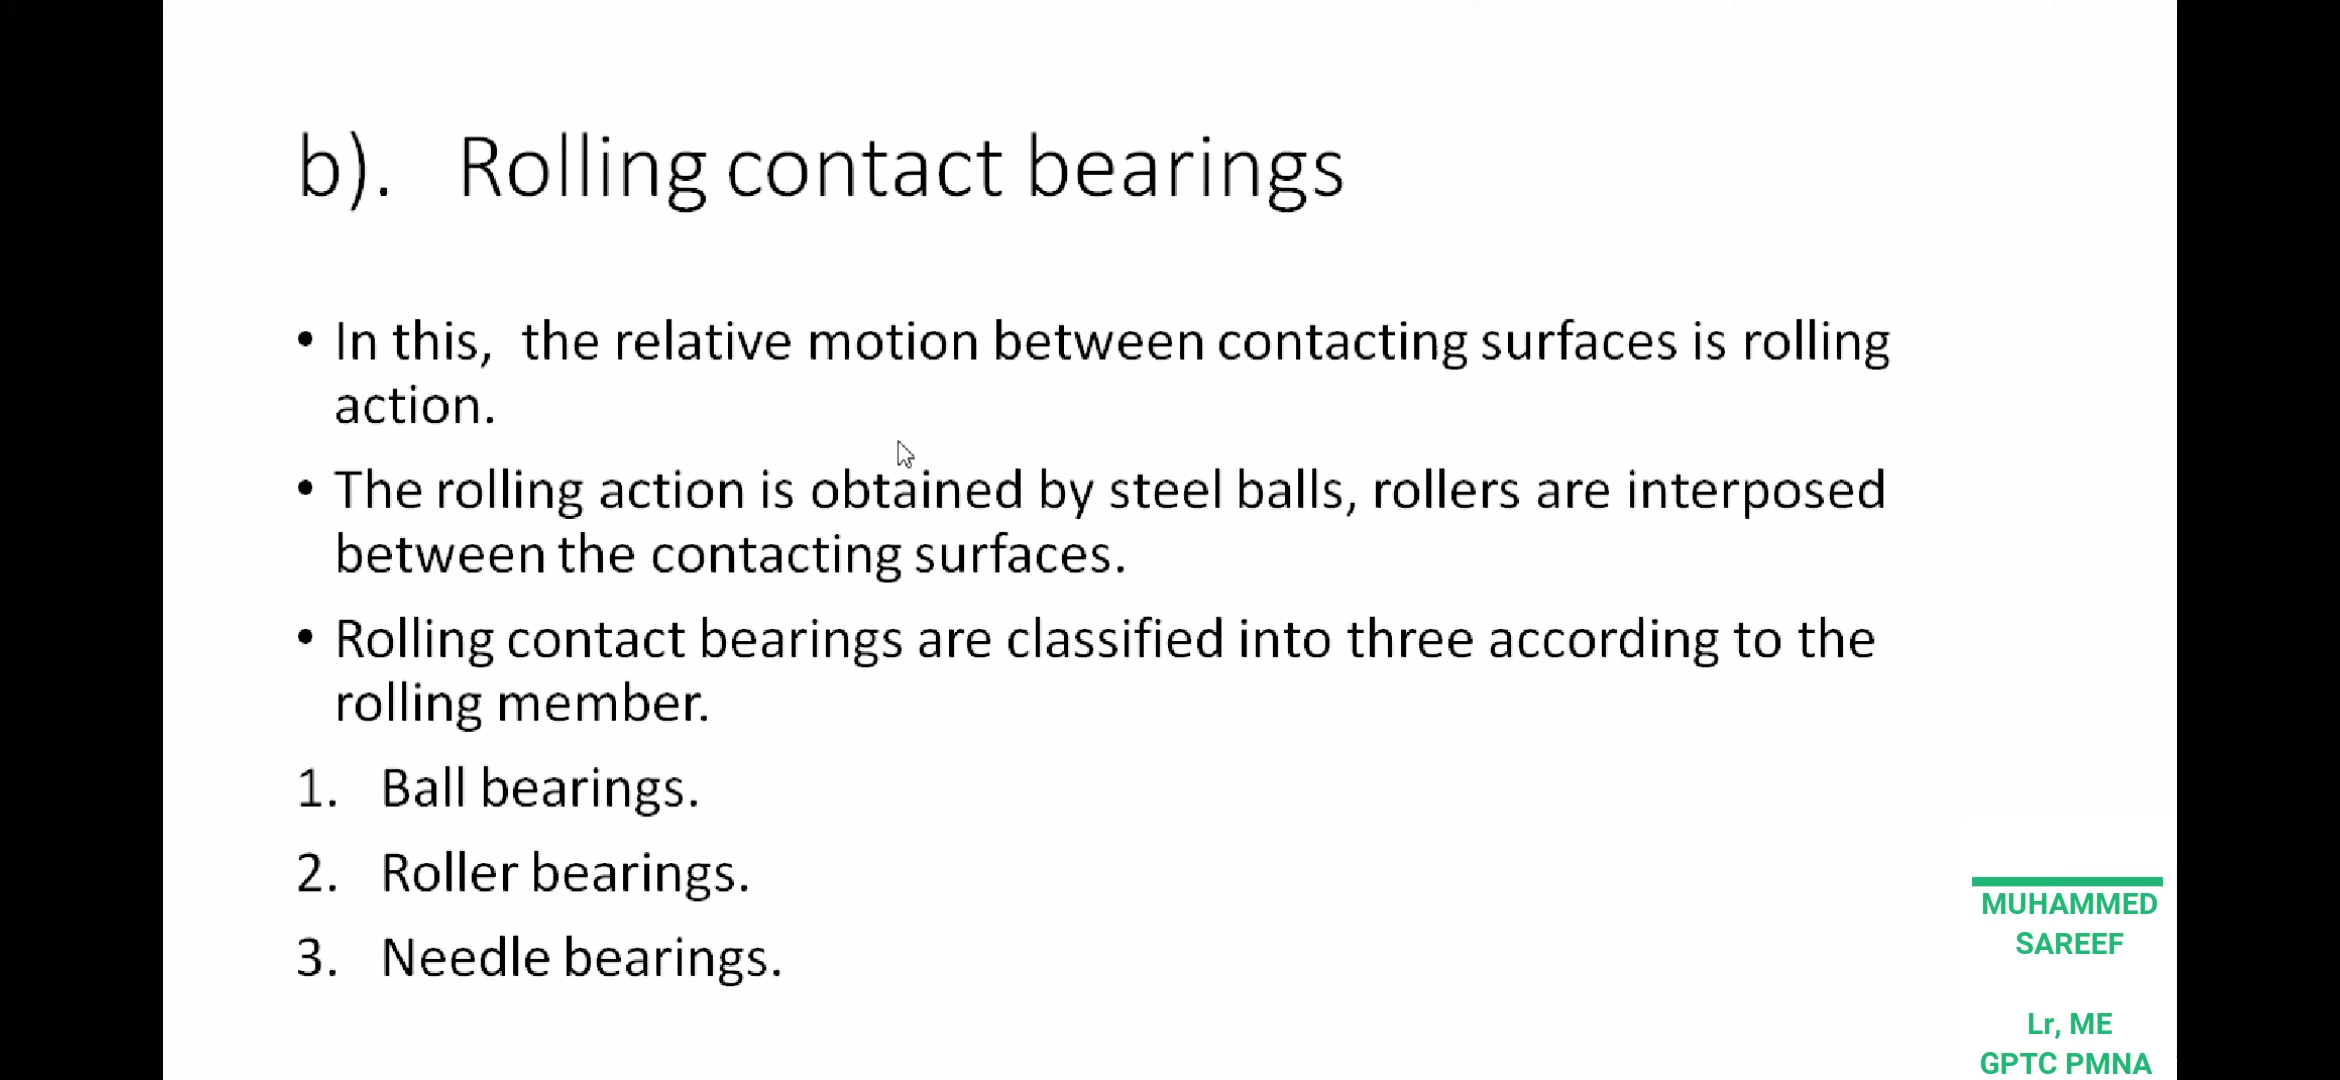 b). Rolling contact bearings
• In this, the relative motion between contacting surfaces is rolling
action.
• The rolling action is obtained by steel balls, rollers are interposed
between the contacting surfaces.
• Rolling contact bearings are classified into three according to the
rolling member.
1. Ball bearings.
2. Roller bearings.
3. Needle bearings.
MUHAMMED
SAREEF
Lr, ME
GPTC PMNA